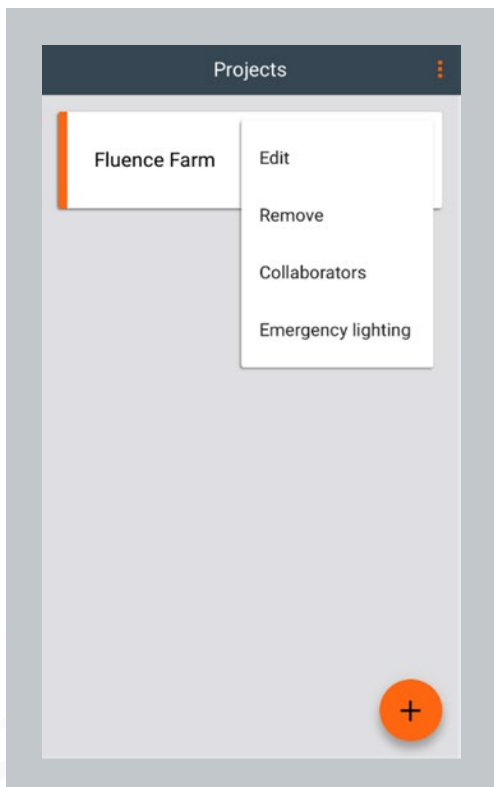 Projects
Fluence Farm
Edit
Remove
Collaborators
Emergency lighting